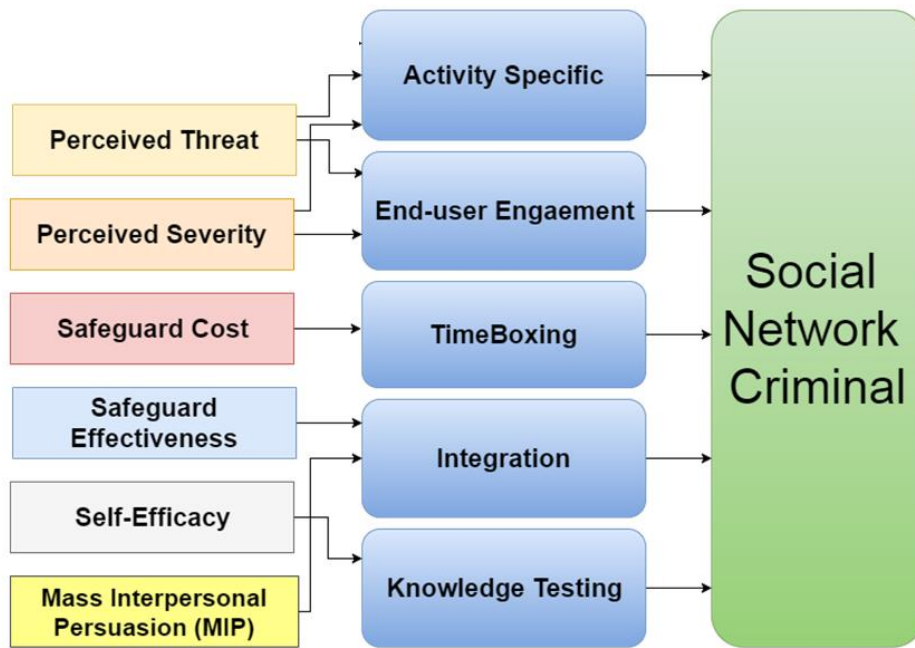 Perceived Threat
Perceived Severity
Safeguard Cost
Safeguard
Effectiveness
Self-Efficacy
Mass Interpersonal
Persuasion (MIP)
Activity Specific
End-user Engaement
TimeBoxing
Integration
Knowledge Testing
Social
Network
Criminal